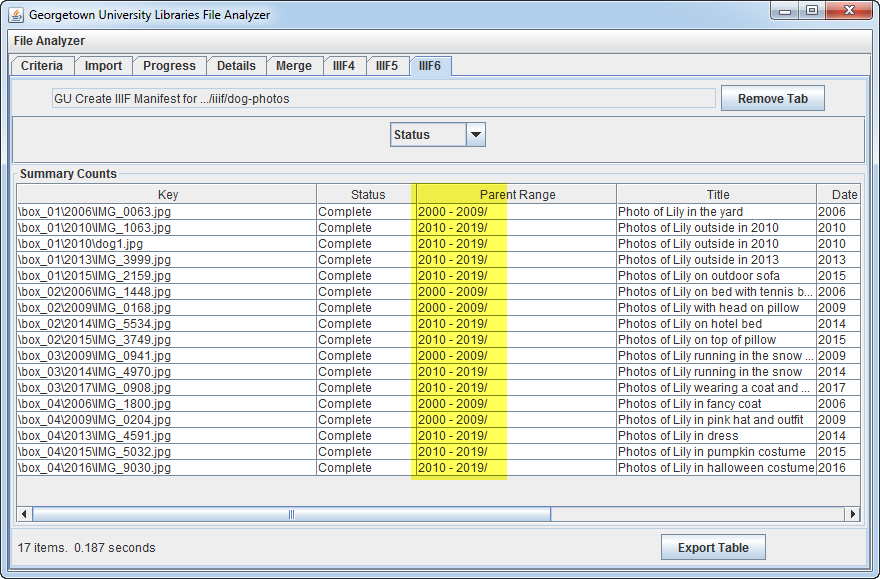 Georgetown University Libraries File Analyzer
File Analyzer
Criteria Import Progress Details Merge IIIF4 IIIF5 IIIF6
GU Create IIIF Manifest for .../iiif/dog-photos Remove Tab
Status
Summary Counts
Key Status Parent Range Title Date
\box_01\2006\IMG_0063.jpg Complete 2000 - 2009/ Photo of Lily in the yard 2006
\box_01\2010\IMG_1063.jpg Complete 2010 - 2019/ Photos of Lily outside in 2010 2010
\box_01\2010\dog1.jpg Complete 2010 - 2019/ Photos of Lily outside in 2010 2010
\box_01\2013\IMG_3999.jpg Complete 2010 - 2019/ Photos of Lily outside in 2013 2013
\box_01\2015\IMG_2159.jpg Complete 2010 - 2019/ Photos of Lily on outdoor sofa 2015
\box_02\2006\IMG_1448.jpg Complete 2000 - 2009/ Photos of Lily on bed with tennis b... 2006
\box_02\2009\IMG_0168.jpg Complete 2000 - 2009/ Photos of Lily with head on pillow 2009
\box_02\2014\IMG_5534.jpg Complete 2010 - 2019/ Photos of Lily on hotel bed 2014
\box_02\2015\IMG_3749.jpg Complete 2010 - 2019/ Photos of Lily on top of pillow 2015
\box_03\2009\IMG_0941.jpg Complete 2000 - 2009/ Photos of Lily running in the snow ... 2009
\box_03\2014\IMG_4970.jpg Complete 2010 - 2019/ Photos of Lily running in the snow 2014
\box_03\2017\IMG_0908.jpg Complete 2010 - 2019/ Photos of Lily wearing a coat and ... 2017
\box_04\2006\IMG_1800.jpg Complete 2000 - 2009/ Photos of Lily in fancy coat 2006
\box_04\2009\IMG_0204.jpg Complete 2000 - 2009/ Photos of Lily in pink hat and outfit 2009
\box_04\2013\IMG_4591.jpg Complete 2010 - 2019/ Photos of Lily in dress 2014
\box_04\2015\IMG_5032.jpg Complete 2010 - 2019/ Photos of Lily in pumpkin costume 2015
\box_04\2016\IMG_9030.jpg Complete 2010 - 2019/ Photos of Lily in halloween costume 2016
17 items. 0.187 seconds Export Table